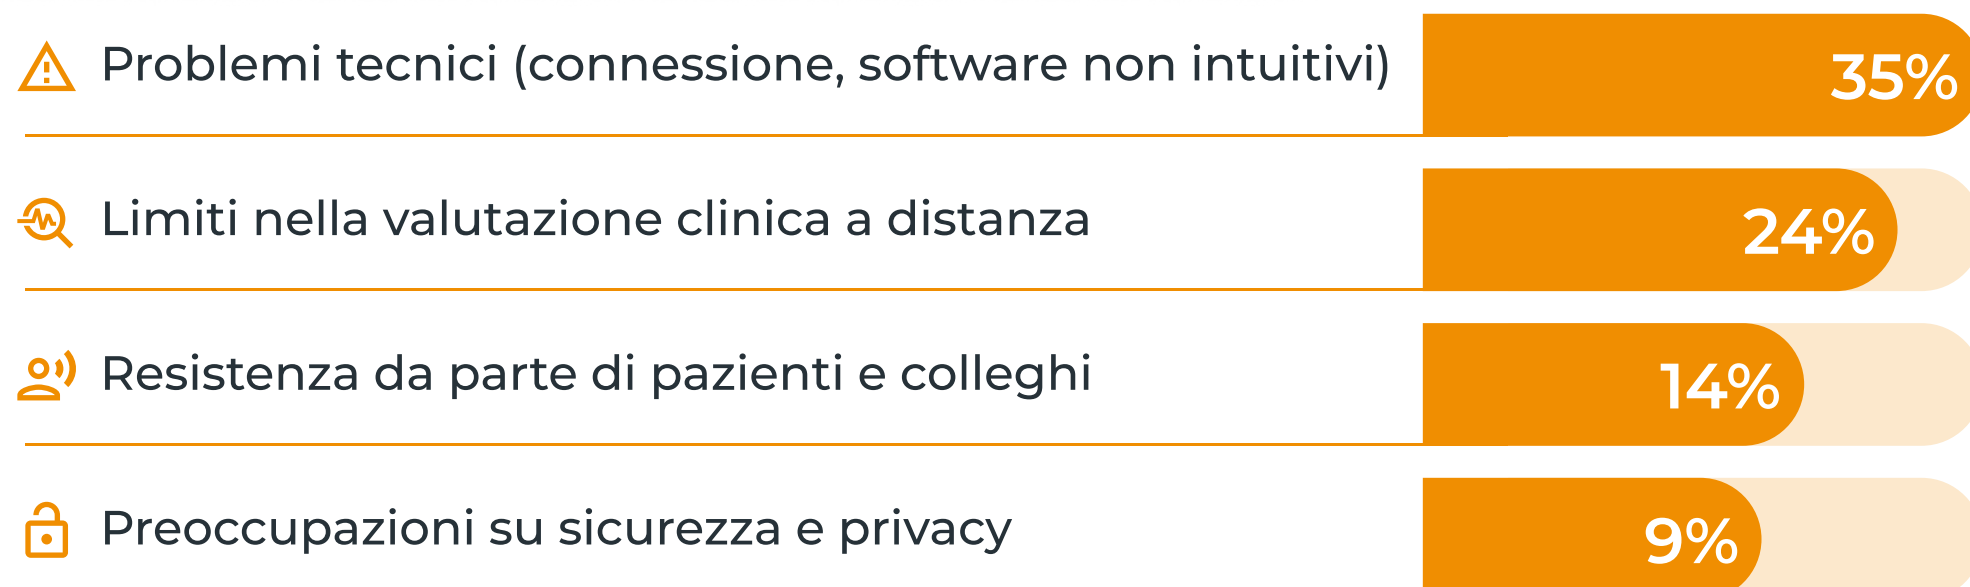 Problemi tecnici (connessione, software non intuitivi) 35%
Limiti nella valutazione clinica a distanza 24%
Resistenza da parte di pazienti e colleghi 14%
Preoccupazioni su sicurezza e privacy 9%